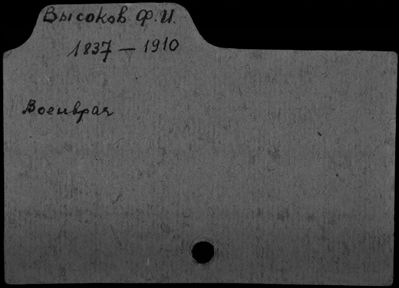 Высоков Ф.И.
1837 — 1910
Военврач